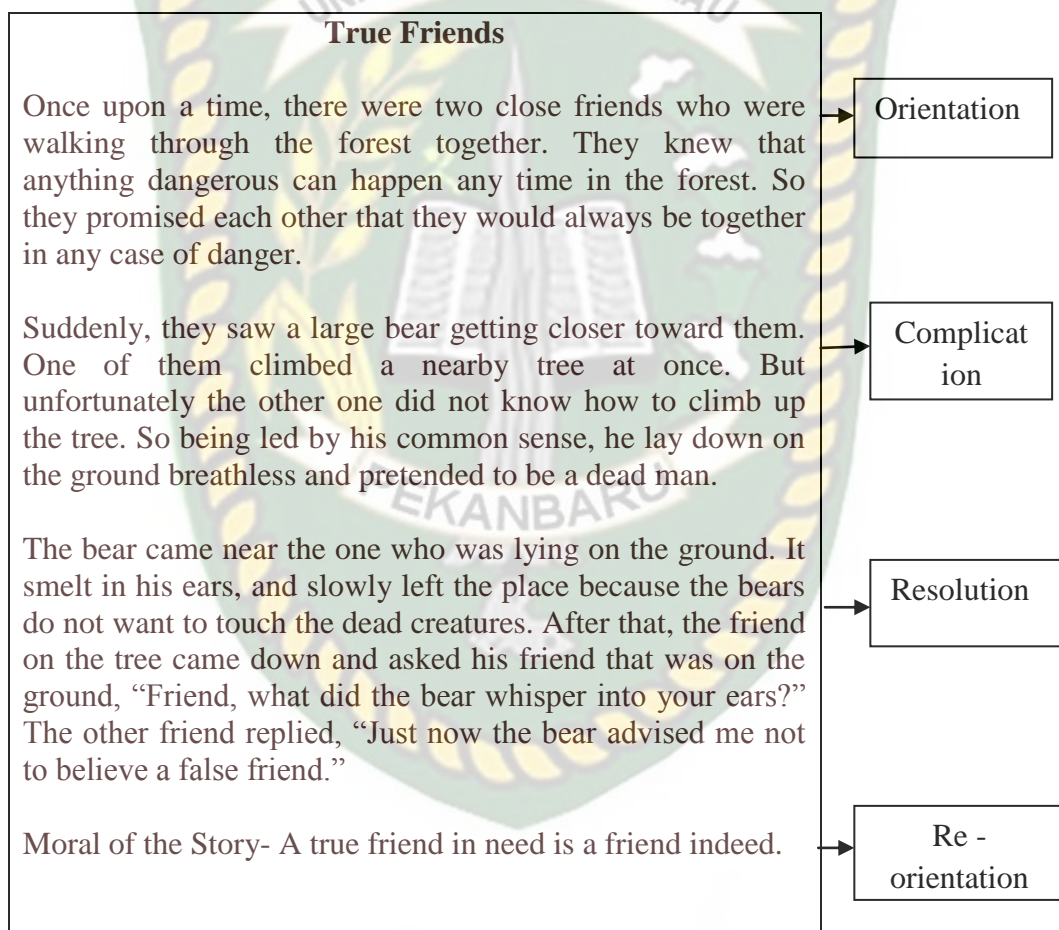 True Friends
Once upon a time, there were two close friends who were
walking through the forest together. They knew that
anything dangerous can happen any time in the forest. So
they promised each other that they would always be together
in any case of danger.
Suddenly, they saw a large bear getting closer toward them.
One of them climbed a nearby tree at once. But
unfortunately the other one did not know how to climb up
the tree. So being led by his common sense, he lay down on
the ground breathless and pretended to be a dead man.
The bear came near the one who was lying on the ground. It
smelt in his ears, and slowly left the place because the bears
do not want to touch the dead creatures. After that, the friend
on the tree came down and asked his friend that was on the
ground, “Friend, what did the bear whisper into your ears?”
The other friend replied, “Just now the bear advised me not
to believe a false friend.”
Moral of the Story- A true friend in need is a friend indeed.
Orientation
Complicat
ion
Resolution
Re -
orientation
PEKANBARU